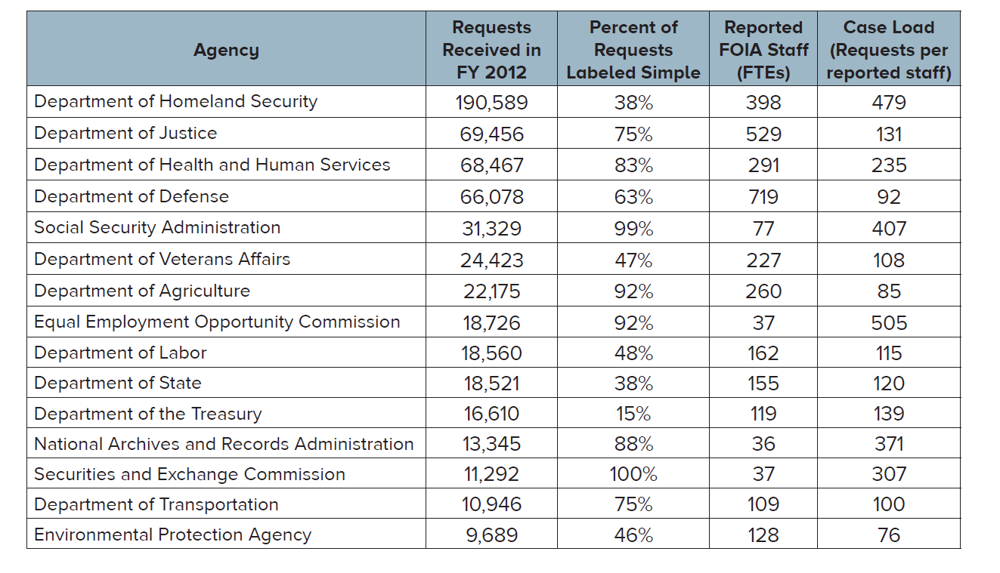 Agency
Requests
Received in
FY 2012
Percent of
Requests
Labeled Simple
Reported
FOIA Staff
(FTEs)
Case Load
(Requests per
reported staff)
Department of Homeland Security 190,589 38% 398 479
Department of Justice 69,456 75% 529 131
Department of Health and Human Services 68,467 83% 291 235
Department of Defense 66,078 63% 719 92
Social Security Administration 31,329 99% 77 407
Department of Veterans Affairs 24,423 47% 227 108
Department of Agriculture 22,175 92% 260 85
Equal Employment Opportunity Commission 18,726 92% 37 505
Department of Labor 18,560 48% 162 115
Department of State 18,521 38% 155 120
Department of the Treasury 16,610 15% 119 139
National Archives and Records Administration 13,345 88% 36 371
Securities and Exchange Commission 11,292 100% 37 307
Department of Transportation 10,946 75% 109 100
Environmental Protection Agency 9,689 46% 128 76